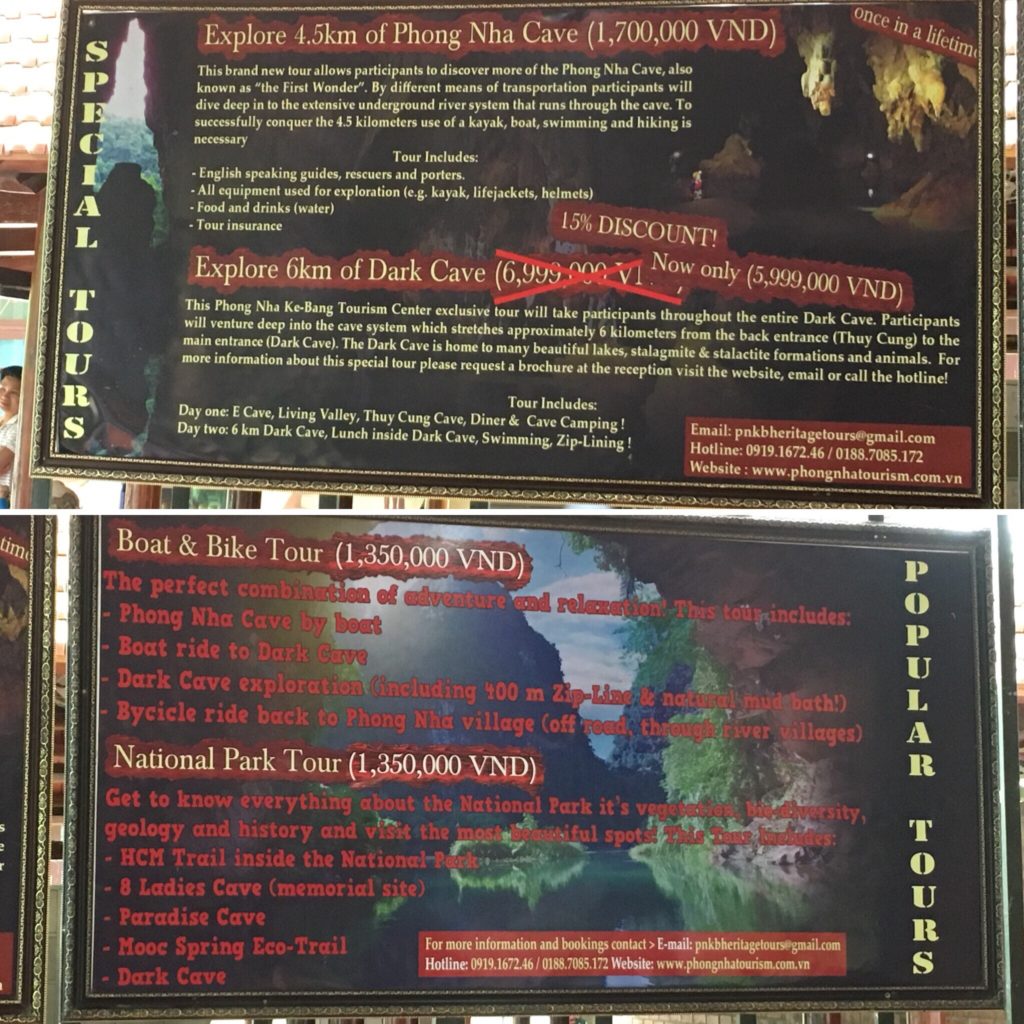 SPECIAL TOURS
Explore 4.5km of Phong Nha Cave (1,700,000 VND)
once in a lifetime
This brand new tour allows participants to discover more of the Phong Nha Cave, also
known as "the First Wonder". By different means of transportation participants will
dive deep in to the extensive underground river system that runs through the cave. To
successfully conquer the 4.5 kilometers use of a kayak, boat, swimming and hiking is
necessary
Tour Includes:
- English speaking guides, rescuers and porters.
- All equipment used for exploration (e.g. kayak, lifejackets, helmets)
- Food and drinks (water)
- Tour insurance
15% DISCOUNT!
Explore 6km of Dark Cave (6,999,000 V
Now only (5,999,000 VND)
This Phong Nha Ke-Bang Tourism Center exclusive tour will take participants throughout the entire Dark Cave. Participants
will venture deep into the cave system which stretches approximately 6 kilometers from the back entrance (Thuy Cung) to the
main entrance (Dark Cave). The Dark Cave is home to many beautiful lakes, stalagmite & stalactite formations and animals. For
more information about this special tour please request a brochure at the reception visit the website, email or call the hotline!
Tour Includes:
Day one: E Cave, Living Valley, Thuy Cung Cave, Diner & Cave Camping !
Day two: 6 km Dark Cave, Lunch inside Dark Cave, Swimming, Zip-Lining !
Email: pnkbheritagetours@gmail.com
Hotline: 0919.1672.46 / 0188.7085.172
Website : www.phongnhatourism.com.vn
time
Boat & Bike Tour (1,350,000 VND)
The perfect combination of adventure and relaxation! This tour includes:
- Phong Nha Cave by boat
- Boat ride to Dark Cave
- Dark Cave exploration (including 400 m Zip-Line & natural mud bath!)
- Bycicle ride back to Phong Nha village (off road, through river villages)
National Park Tour (1,350,000 VND)
Get to know everything about the National Park it's vegetation, bio-diversity,
geology and history and visit the most beautiful spots! This Tour Includes:
- HCM Trail inside the National Park
- 8 Ladies Cave (memorial site)
- Paradise Cave
- Mooc Spring Eco-Trail
- Dark Cave
For more information and bookings contact > E-mail: pnkbheritagetours@gmail.com
Hotline: 0919.1672.46 / 0188.7085.172 Website: www.phongnhatourism.com.vn
POPULAR TOURS